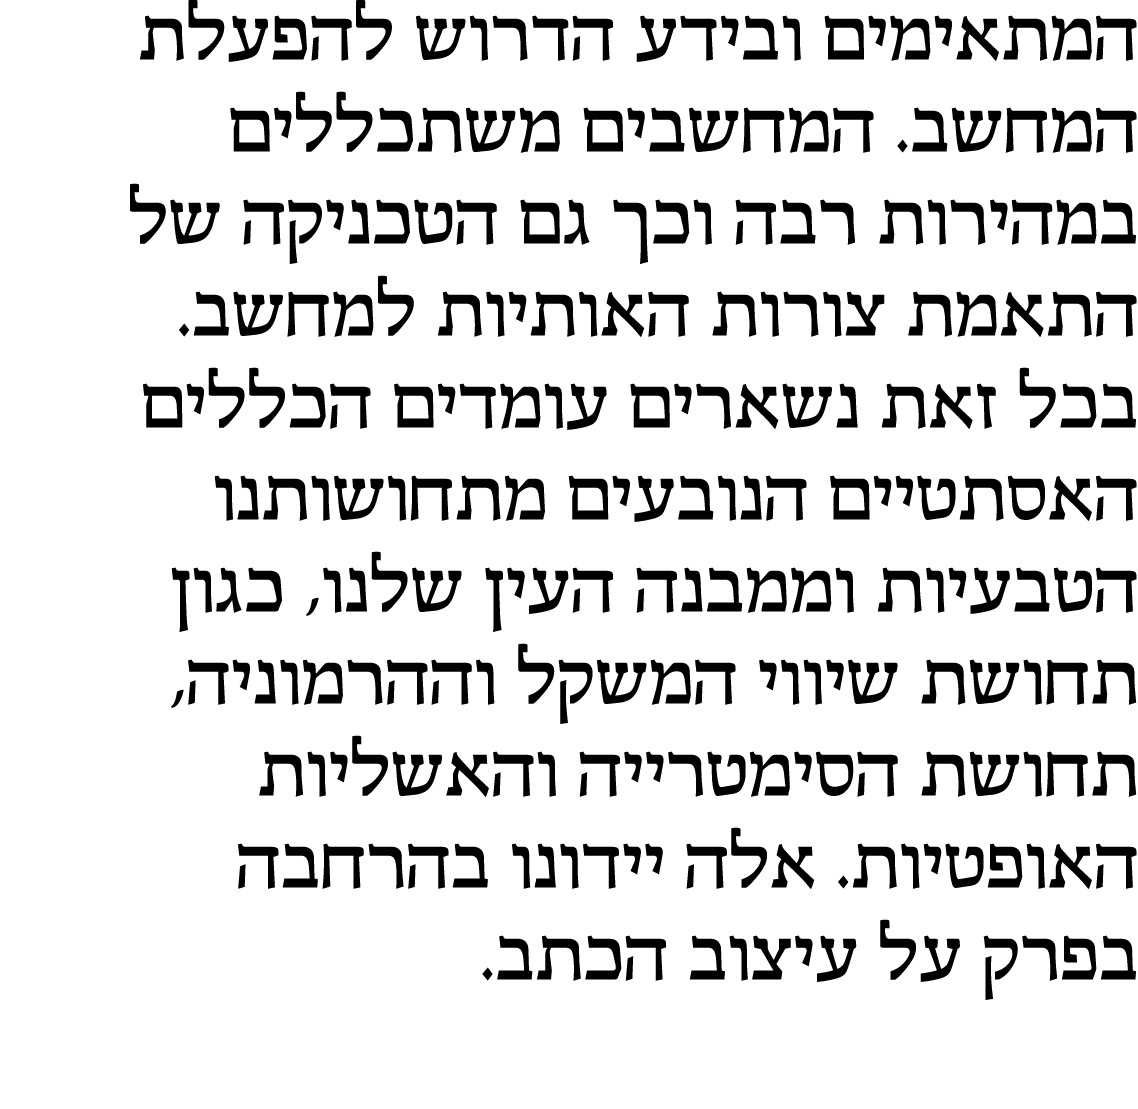 המתאימים ובידע הדרוש להפעלת
המחשב. המחשבים משתכללים
במהירות רבה וכך גם הטכניקה של
התאמת צורות האותיות למחשב.
בכל זאת נשארים עומדים הכללים
האסתטיים הנובעים מתחושותנו
הטבעיות וממבנה העין שלנו, כגון
תחושת שיווי המשקל וההרמוניה,
תחושת הסימטרייה והאשליות
האופטיות. אלה יידונו בהרחבה
בפרק על עיצוב הכתב.